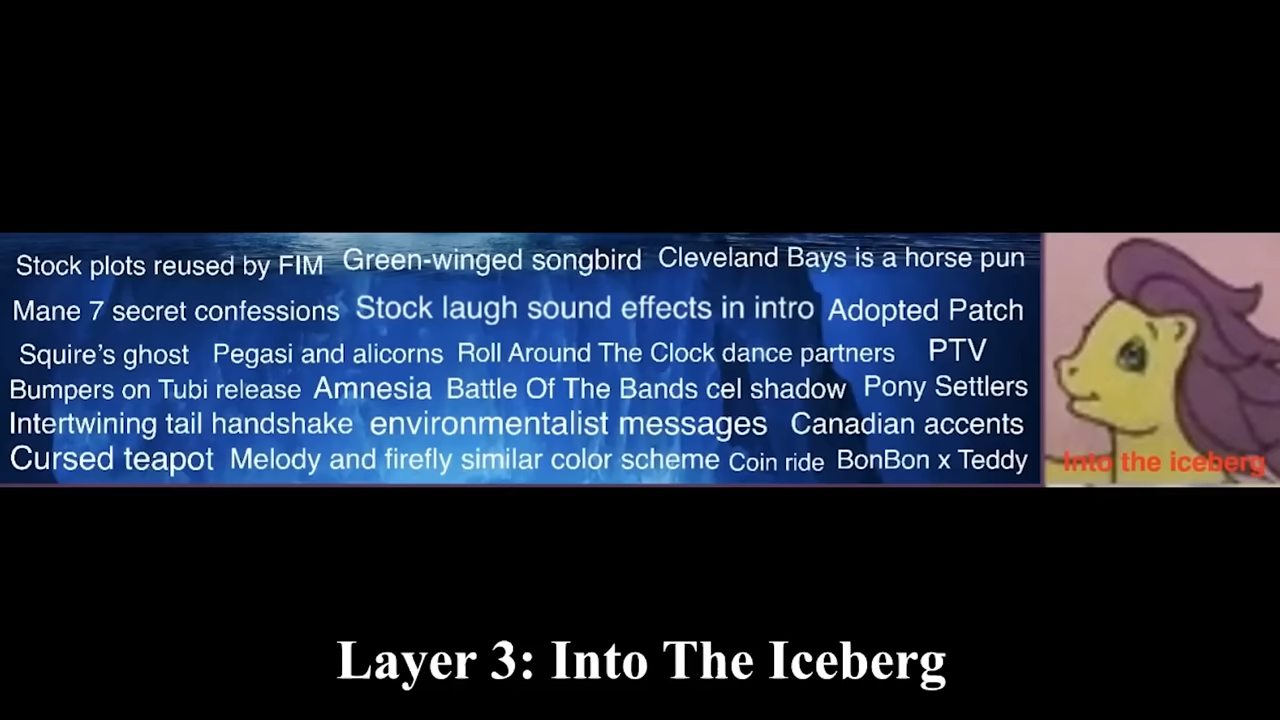 Stock plots reused by FIM Green-winged songbird Cleveland Bays is a horse pun
Mane 7 secret confessions Stock laugh sound effects in intro Adopted Patch
Squire's ghost Pegasi and alicorns Roll Around The Clock dance partners PTV
Bumpers on Tubi release Amnesia Battle Of The Bands cel shadow Pony Settlers
Intertwining tail handshake environmentalist messages Canadian accents
Cursed teapot Melody and firefly similar color scheme Coin ride BonBon x Teddy
Into the iceberg
Layer 3: Into The Iceberg